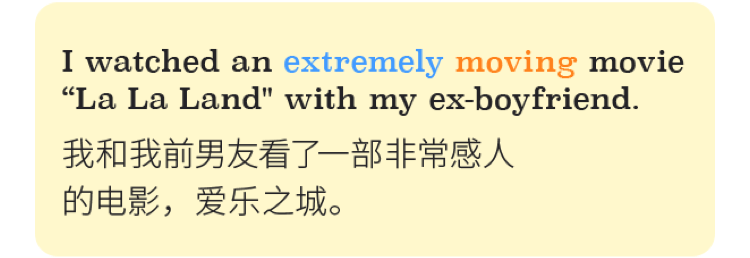 I watched an extremely moving movie
“La La Land" with my ex-boyfriend.
我和我前男友看了一部非常感人
的电影，爱乐之城。